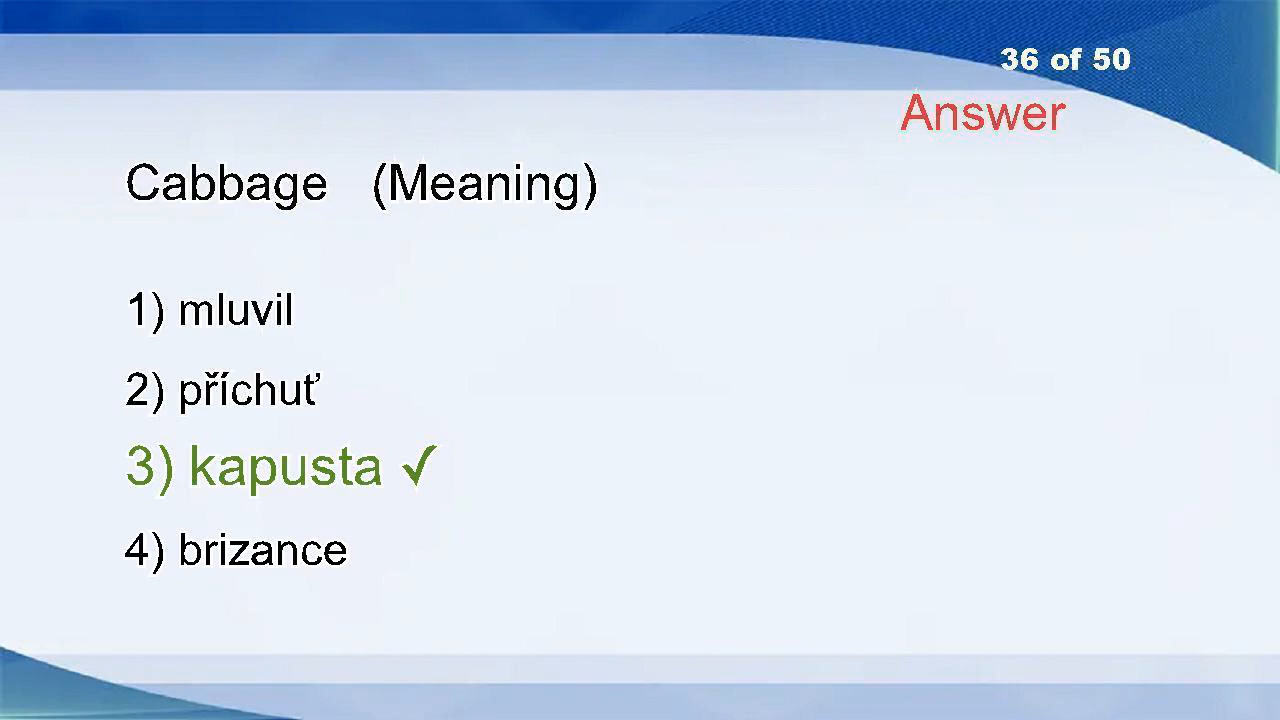 36 of 50
Answer
Cabbage (Meaning)
1) mluvil
2) příchuť
3) kapusta ✓
4) brizance